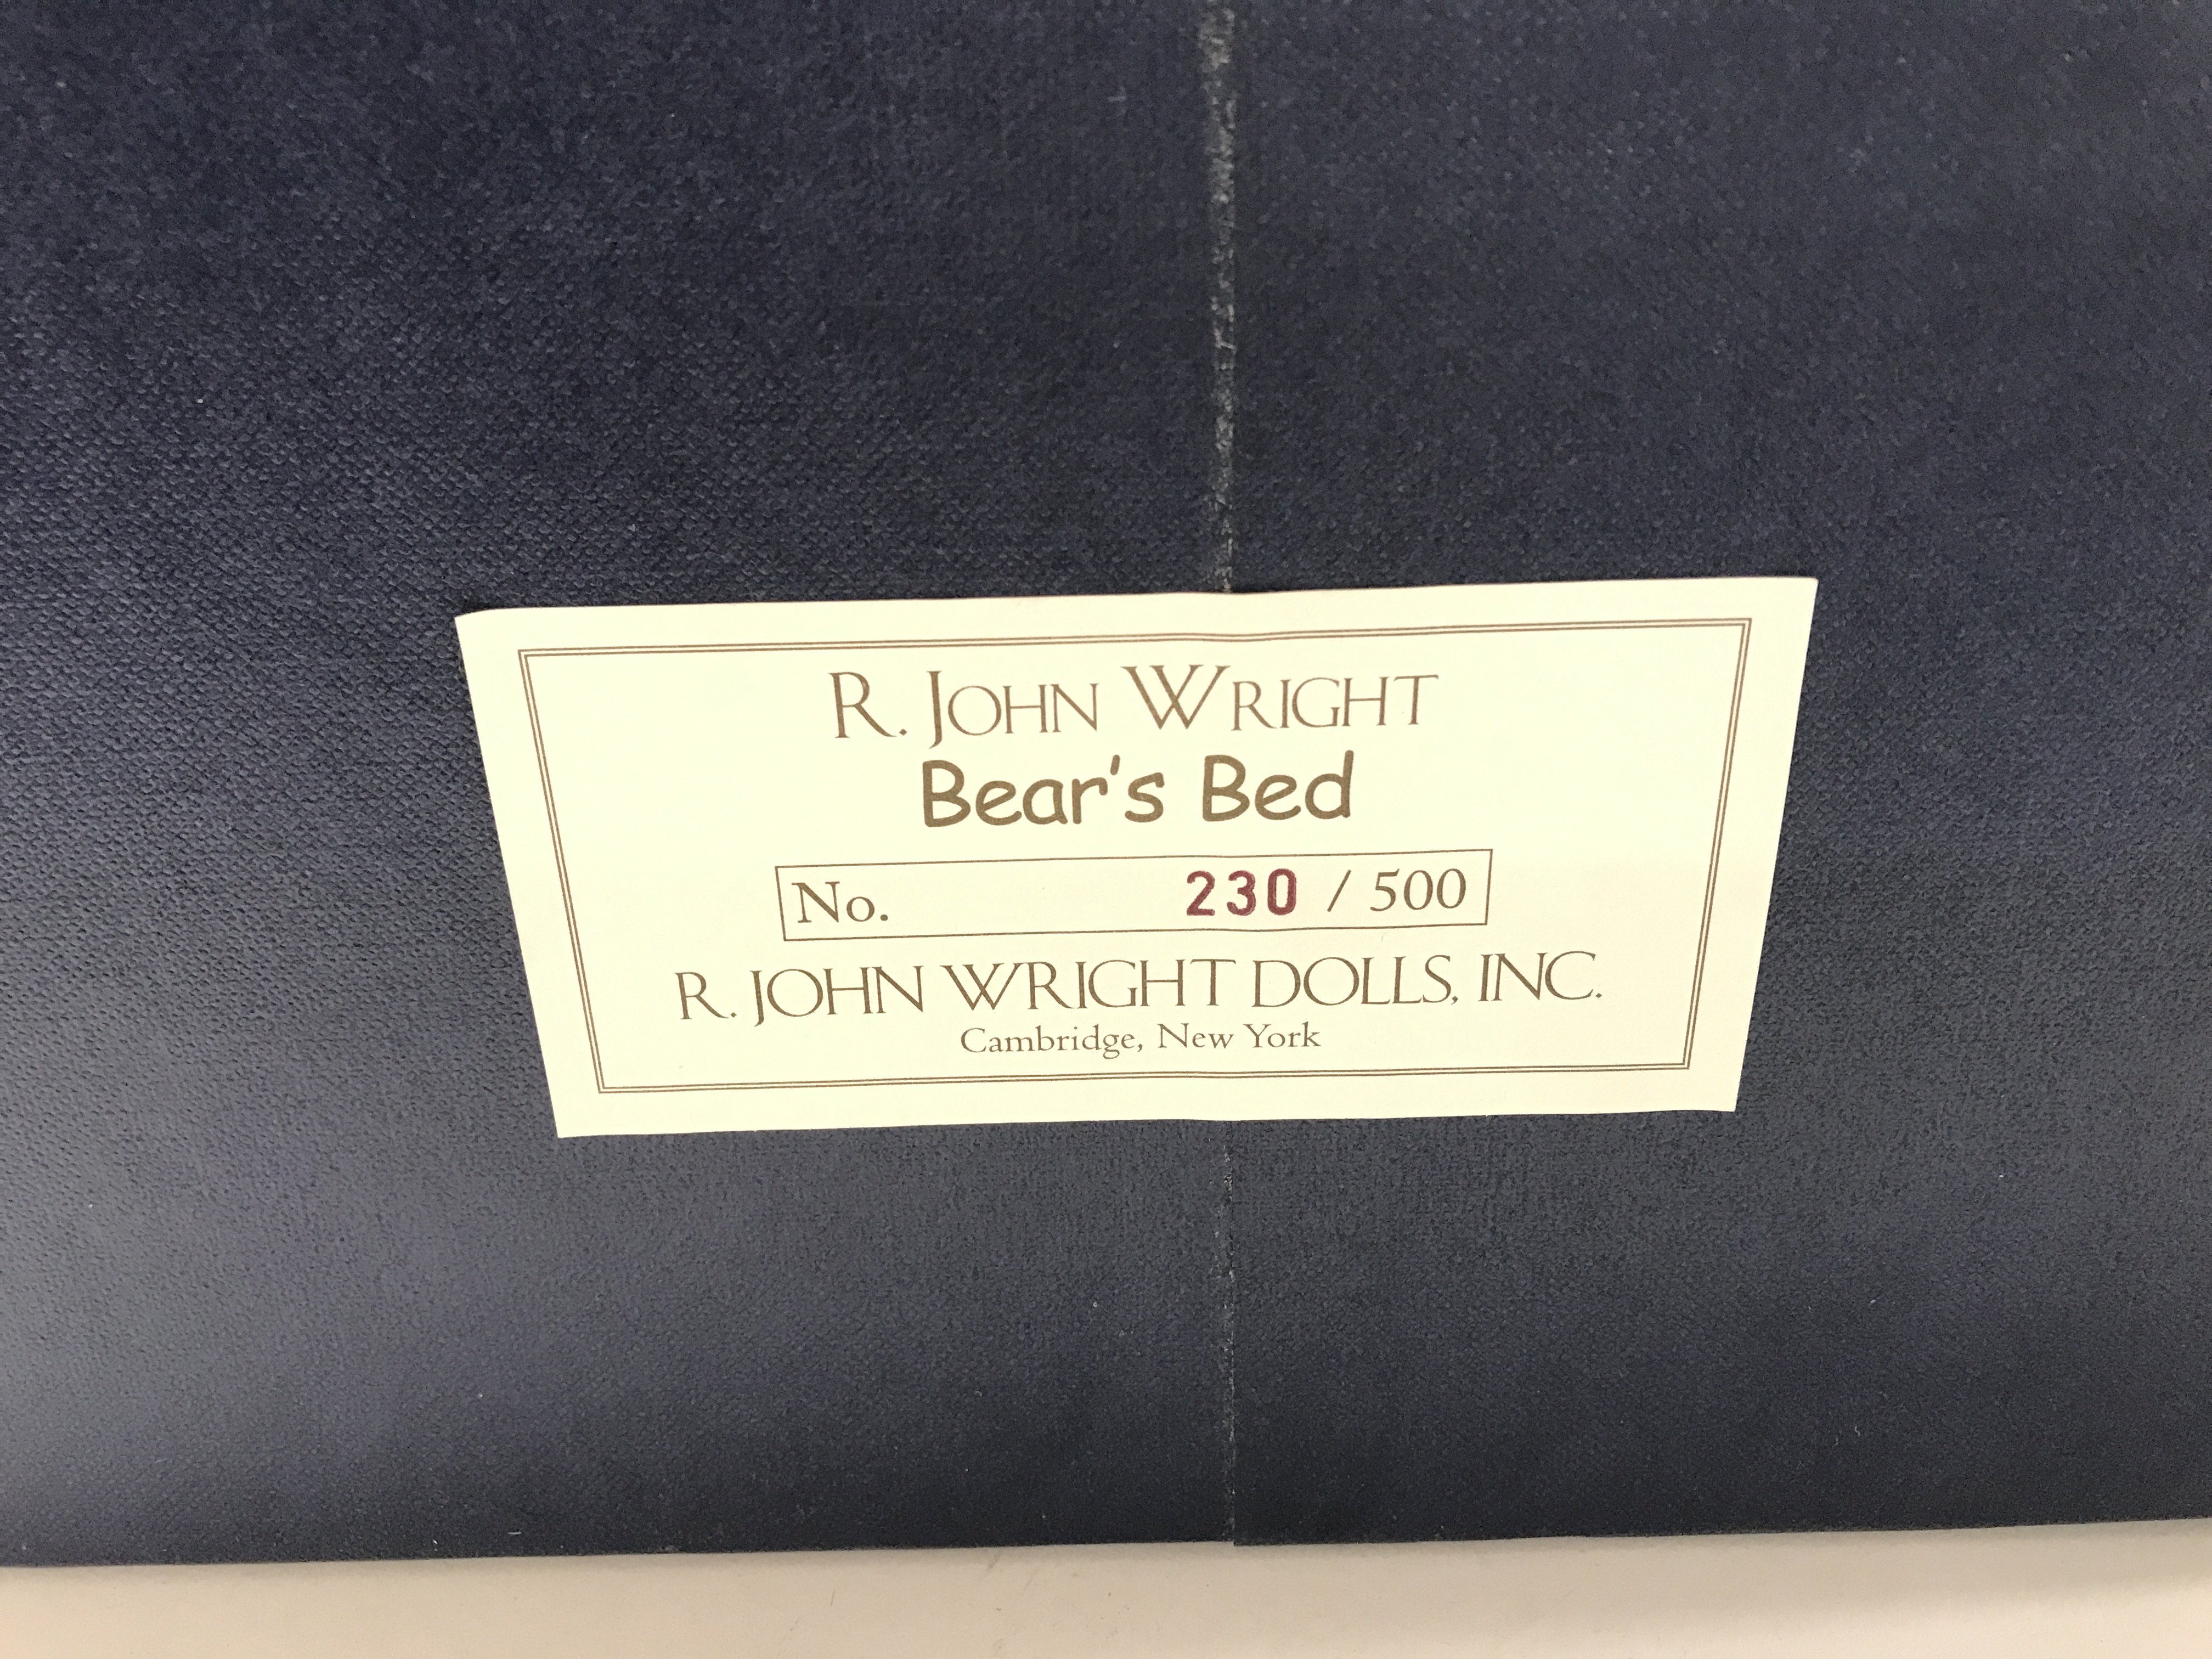 R. JOHN WRIGHT
Bear's Bed
No. 230 / 500
R. JOHN WRIGHT DOLLS, INC.
Cambridge, New York